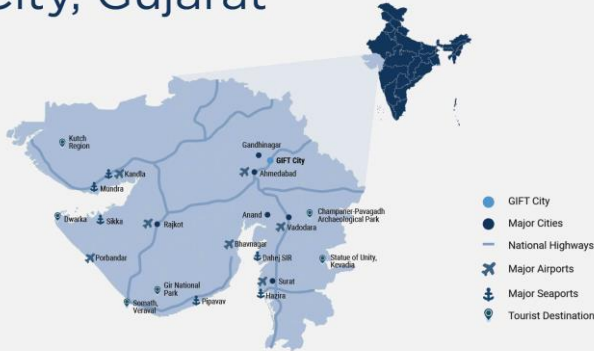 City, Gujarat
Kutch
Region
Kandla
Mundra
Gandhinagar
GIFT City
Ahmedabad
Dwarka
Sikka
Rajkot
Anand
Vadodara
Champaner-Pavagadh
Archaeological Park
Porbandar
Bhavnagar
Dahej SIR
Statue of Unity,
Kevadia
Gir National
Park
Somath,
Veraval
Pipavav
Surat
Hazira
GIFT City
Major Cities
National Highways
Major Airports
Major Seaports
Tourist Destination